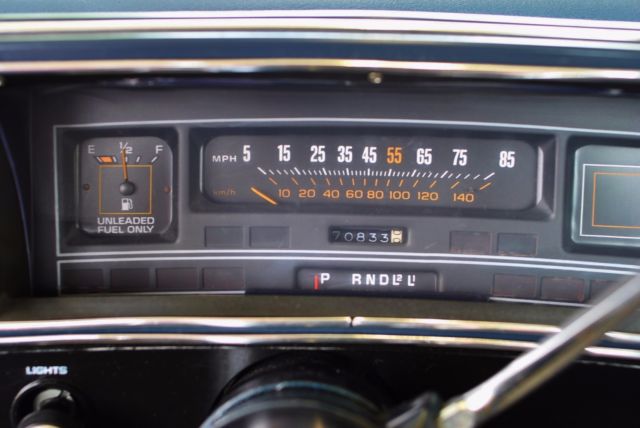 E 1/2 F
UNLEADED
FUEL ONLY
MPH 5 15 25 35 45 55 65 75 85
km/h 10 20 40 60 80 100 120 140
70833
P R N D L2 L1
LIGHTS